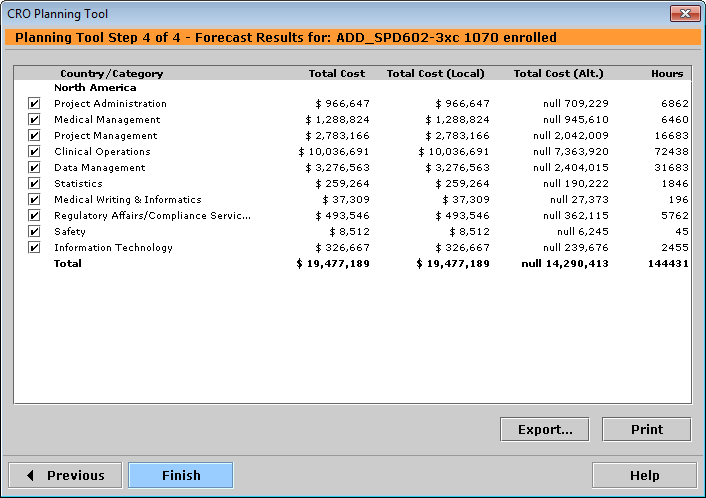 CRO Planning Tool
Planning Tool Step 4 of 4 - Forecast Results for: ADD_SPD602-3xc 1070 enrolled
Country/Category Total Cost Total Cost (Local) Total Cost (Alt.) Hours
North America
Project Administration $ 966,647 $ 966,647 null 709,229 6862
Medical Management $ 1,288,824 $ 1,288,824 null 945,610 6460
Project Management $ 2,783,166 $ 2,783,166 null 2,042,009 16683
Clinical Operations $ 10,036,691 $ 10,036,691 null 7,363,920 72438
Data Management $ 3,276,563 $ 3,276,563 null 2,404,015 31683
Statistics $ 259,264 $ 259,264 null 190,222 1846
Medical Writing & Informatics $ 37,309 $ 37,309 null 27,373 196
Regulatory Affairs/Compliance Servic... $ 493,546 $ 493,546 null 362,115 5762
Safety $ 8,512 $ 8,512 null 6,245 45
Information Technology $ 326,667 $ 326,667 null 239,676 2455
Total $ 19,477,189 $ 19,477,189 null 14,290,413 144431
Export... Print
Previous Finish Help